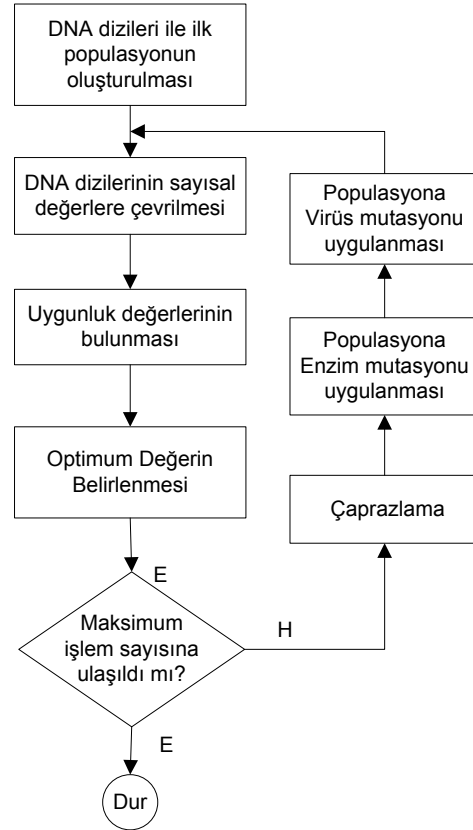 DNA dizileri ile ilk
populasyonun
oluşturulması
DNA dizilerinin sayısal
değerlere çevrilmesi
Uygunluk değerlerinin
bulunması
Optimum Değerin
Belirlenmesi
E
Maksimum
işlem sayısına
ulaşıldı mı?
H
E
Dur
Çaprazlama
Populasyona
Enzim mutasyonu
uygulanması
Populasyona
Virüs mutasyonu
uygulanması